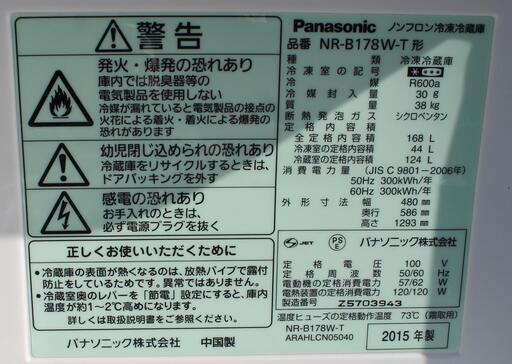 警告
発火・爆発の恐れあり
庫内では脱臭器等の
電気製品を使用しないこと
冷媒が漏れていると電気製品の接点の
火花による着火・着火による爆発の
恐れがあります
幼児閉じ込められの恐れあり
冷蔵庫をリサイクルするときは、
ドアパッキングを外す
感電の恐れあり
お手入れのときは、
必ず電源プラグを抜く
正しくお使いいただくために
•冷蔵庫の表面が熱くなるのは、放熱パイプで露付
防止をしているためです。異常ではありません。
•冷蔵室奥のレバーを「節電」設定にすると、庫内
温度が約1~2℃高めになります。
詳しくは取扱説明書をお読みください。
パナソニック株式会社 中国製
Panasonic ノンフロン冷凍冷蔵庫
品番 NR-B178W-T 形
種類 冷凍冷蔵庫
冷凍室の記号
冷媒 R600a
冷媒封入量 30 g
質量 38 kg
断熱発泡ガス シクロペンタン
定格内容積
全定格内容積 168 L
冷凍室の定格内容積 44 L
冷蔵室の定格内容積 124 L
消費電力量 (JIS C 9801-2006年)
50Hz 300kWh/年
60Hz 300kWh/年
外形寸法 幅 480 mm
奥行 586 mm
高さ 1293 mm
JET PS E パナソニック株式会社
定格電圧 100 V
定格周波数 50/60 Hz
電動機の定格消費電力 57/62 W
電熱装置の定格消費電力 120/120 W
製造番号 Z5703943
温度ヒューズの定格動作温度 73℃ (霜取用)
NR-B178W-T
ARAHLCN05040
2015 年製